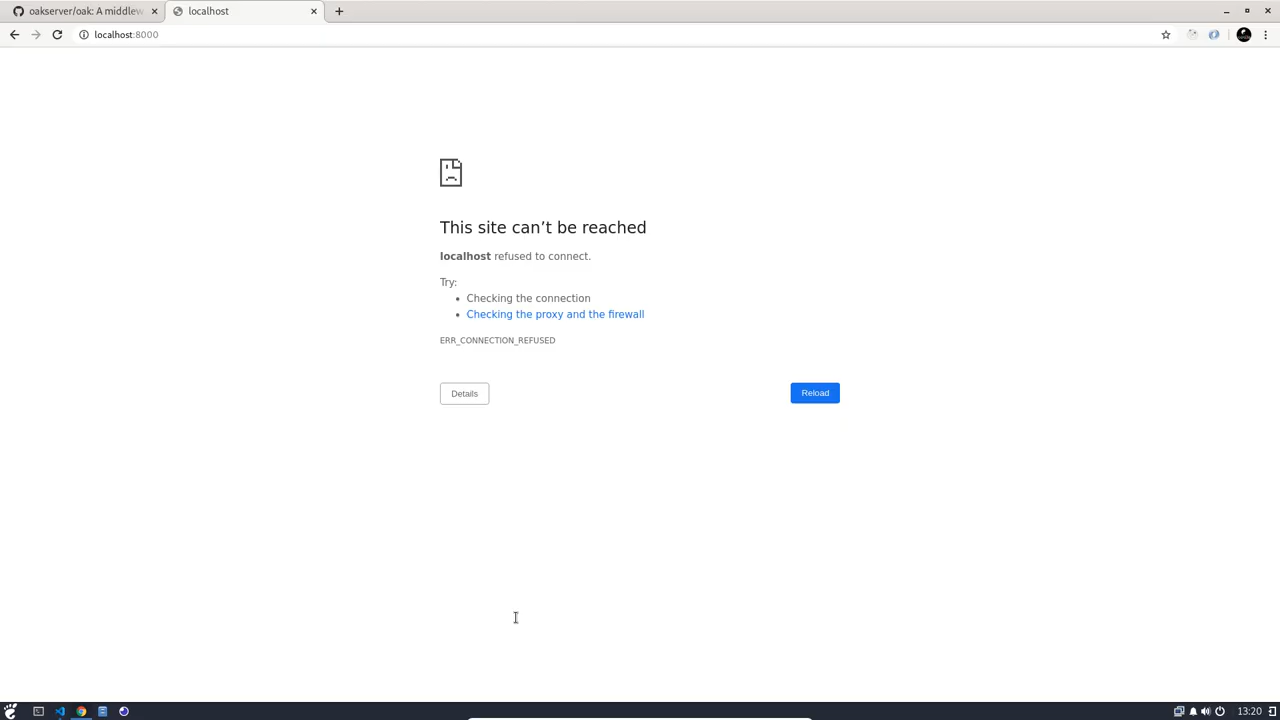 oakserver/oak: A middlew
localhost
localhost:8000
This site can’t be reached
localhost refused to connect.
Try:
Checking the connection
Checking the proxy and the firewall
ERR_CONNECTION_REFUSED
Details
Reload
13:20